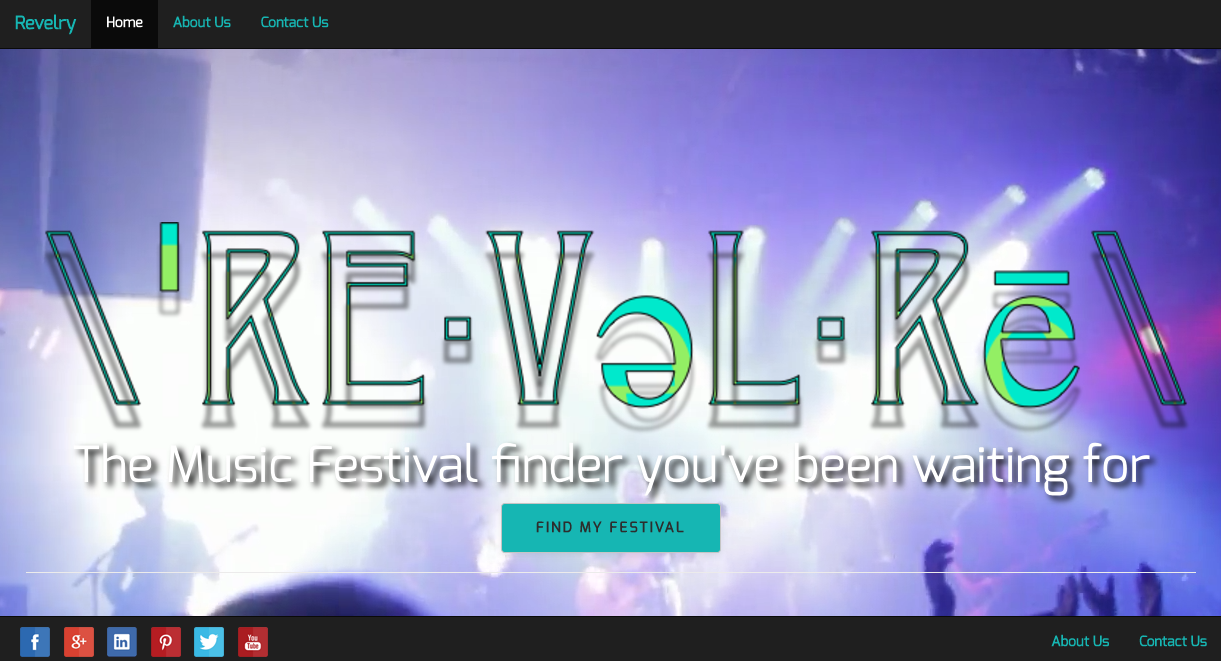 Revelry Home About Us Contact Us
\'RE·VəL·Rē\
The Music Festival finder you've been waiting for
FIND MY FESTIVAL
f g+ in You Tube About Us Contact Us